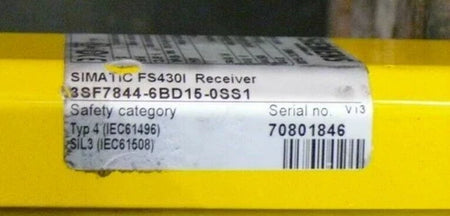 SIMATIC FS430I Receiver
3SF7844-6BD15-0SS1
Safety category Serial no. V13
Typ 4 (IEC61496) 70801846
SIL3 (IEC61508)